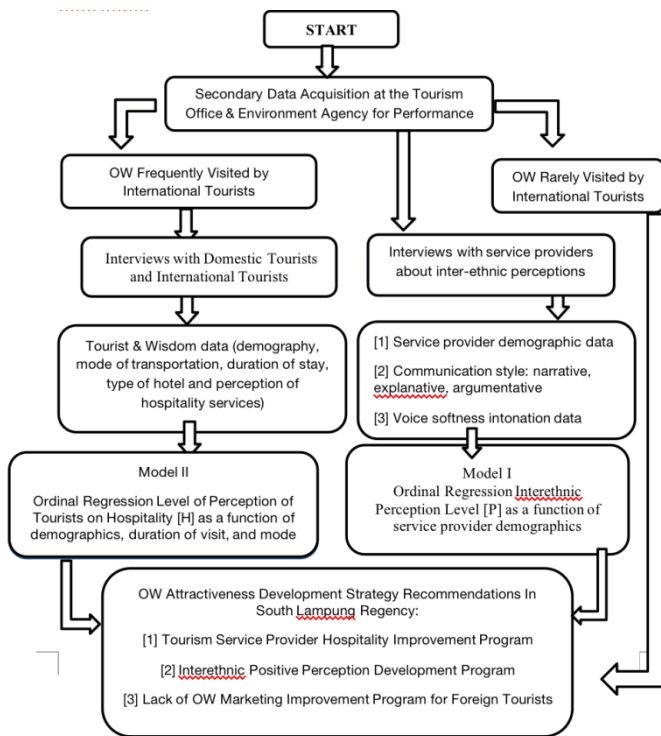 START
Secondary Data Acquisition at the Tourism
Office & Environment Agency for Performance
OW Frequently Visited by
International Tourists
OW Rarely Visited by
International Tourists
Interviews with Domestic Tourists
and International Tourists
Interviews with service providers
about inter-ethnic perceptions
Tourist & Wisdom data (demography,
mode of transportation, duration of stay,
type of hotel and perception of
hospitality services)
[1] Service provider demographic data
[2] Communication style: narrative,
explanative, argumentative
[3] Voice softness intonation data
Model II
Ordinal Regression Level of Perception of
Tourists on Hospitality [H] as a function of
demographics, duration of visit, and mode
Model I
Ordinal Regression Interethnic
Perception Level [P] as a function of
service provider demographics
OW Attractiveness Development Strategy Recommendations In
South Lampung Regency:
[1] Tourism Service Provider Hospitality Improvement Program
[2] Interethnic Positive Perception Development Program
[3] Lack of OW Marketing Improvement Program for Foreign Tourists